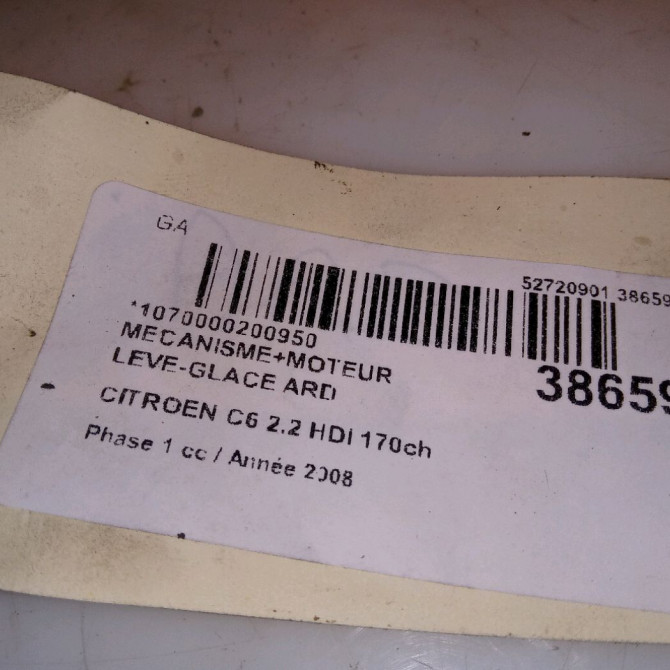 GA
52720901 38659
*1070000200950
MECANISME+MOTEUR
LEVE-GLACE ARD
38659
CITROEN C6 2.2 HDI 170ch
Phase 1 cc / Année 2008